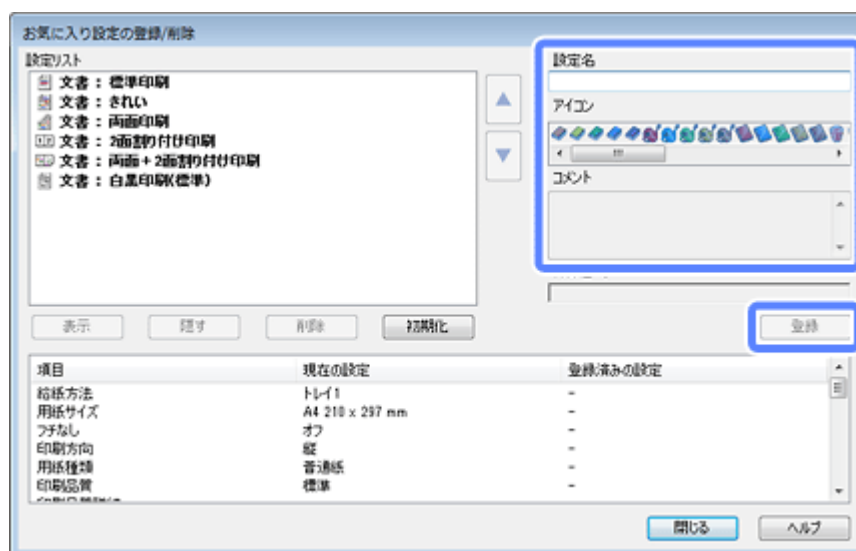 お気に入り設定の登録/削除
設定リスト
文書 : 標準印刷
文書 : きれい
文書 : 両面印刷
文書 : 2面割り付け印刷
文書 : 両面+2面割り付け印刷
文書 : 白黒印刷(標準)
設定名
アイコン
コメント
表示
隠す
削除
初期化
登録
項目 現在の設定 登録済みの設定
給紙方法 トレイ1 -
用紙サイズ A4 210 x 297 mm -
フチなし オフ -
印刷方向 縦 -
用紙種類 普通紙 -
印刷品質 標準 -
閉じる
ヘルプ